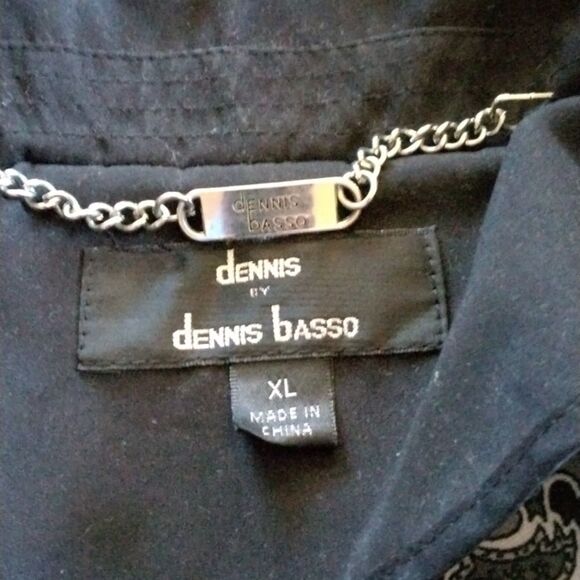 dennis
basso
dennis
BY
dennis basso
XL
MADE IN
CHINA